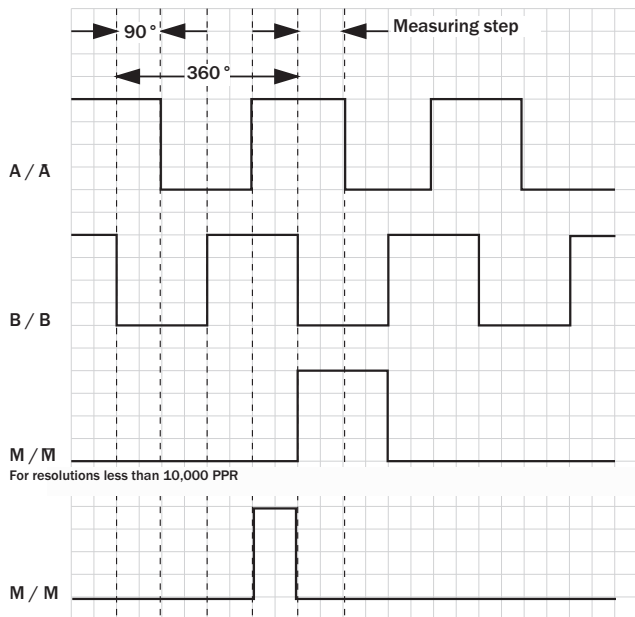 90° Measuring step
360°
A / A̅
B / B
M / M̅
For resolutions less than 10,000 PPR
M / M